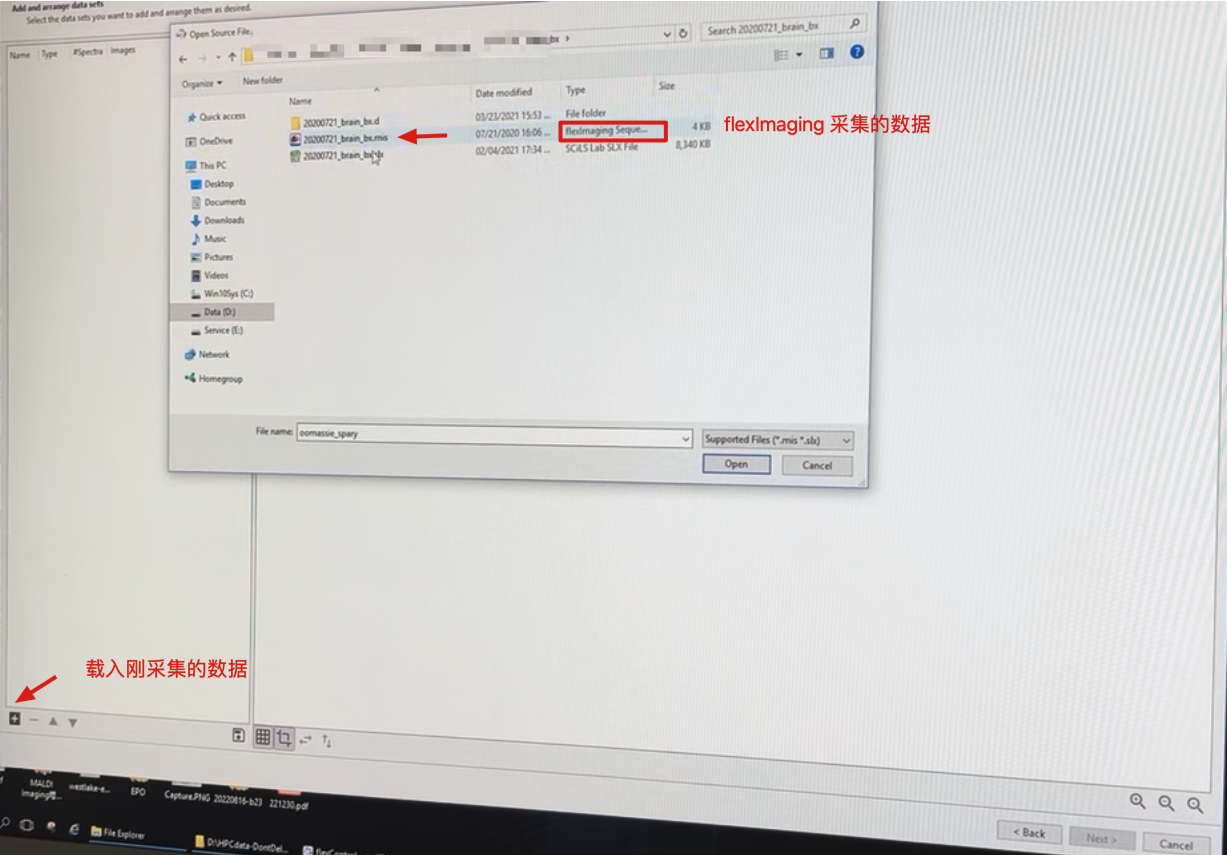 Add and arrange data sets
Select the data sets you want to add and arrange them as desired.
Name Type #Spectra Images
Open Source File
bx
Search 20200721_brain_bx
Organize New folder
Name Date modified Type Size
20200721_brain_bx.d 03/23/2021 15:53 ... File folder
20200721_brain_bx.mis 07/21/2020 16:06 ... flexImaging Seque... 4 KB
20200721_brain_bx 02/04/2021 17:34 ... SCiLS Lab SLX File 8,340 KB
flexImaging 采集的数据
Quick access
OneDrive
This PC
Desktop
Documents
Downloads
Music
Pictures
Videos
Win10Sys (C:)
Data (D:)
Service (E:)
Network
Homegroup
File name: oomassie_spary Supported Files (*.mis *.slx)
Open Cancel
载入刚采集的数据
MALDI
Imaging
westlake-e...
EPO
Capture.PNG
20220816-b23
221230.pdf
File Explorer
D:\HPCdata-DontDel...
flexControl
< Back Next > Cancel